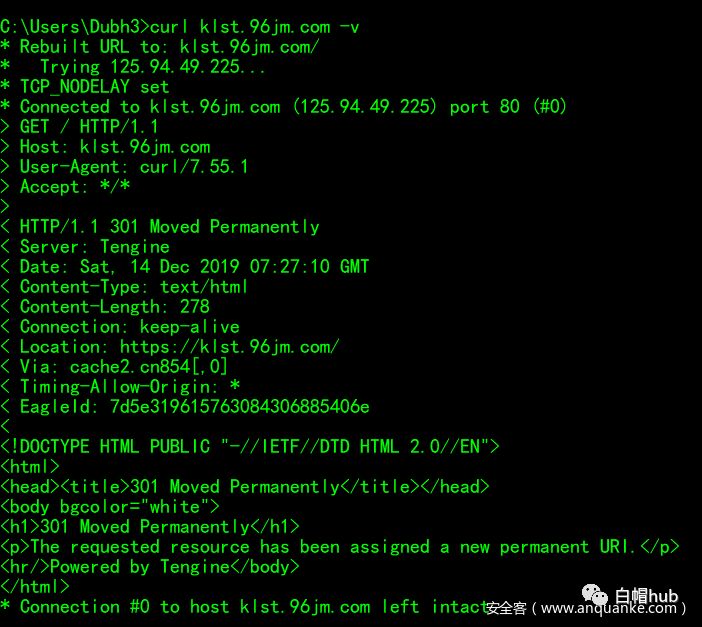 C:\Users\Dubh3>curl klst.96jm.com -v
* Rebuilt URL to: klst.96jm.com/
*   Trying 125.94.49.225...
* TCP_NODELAY set
* Connected to klst.96jm.com (125.94.49.225) port 80 (#0)
> GET / HTTP/1.1
> Host: klst.96jm.com
> User-Agent: curl/7.55.1
> Accept: */*
>
< HTTP/1.1 301 Moved Permanently
< Server: Tengine
< Date: Sat, 14 Dec 2019 07:27:10 GMT
< Content-Type: text/html
< Content-Length: 278
< Connection: keep-alive
< Location: https://klst.96jm.com/
< Via: cache2.cn854[,0]
< Timing-Allow-Origin: *
< EagleId: 7d5e319615763084306885406e
<
<!DOCTYPE HTML PUBLIC "-//IETF//DTD HTML 2.0//EN">
<html>
<head><title>301 Moved Permanently</title></head>
<body bgcolor="white">
<h1>301 Moved Permanently</h1>
<p>The requested resource has been assigned a new permanent URI.</p>
<hr/>Powered by Tengine</body>
</html>
* Connection #0 to host klst.96jm.com left intact
白帽hub
安全客（www.anquanke.com）